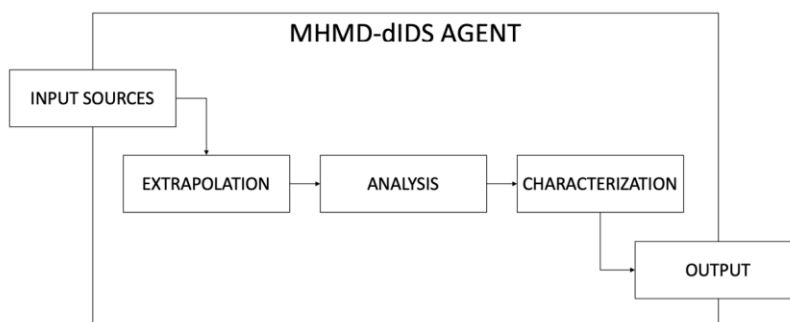 MHMD-dIDS AGENT
INPUT SOURCES
EXTRAPOLATION
ANALYSIS
CHARACTERIZATION
OUTPUT